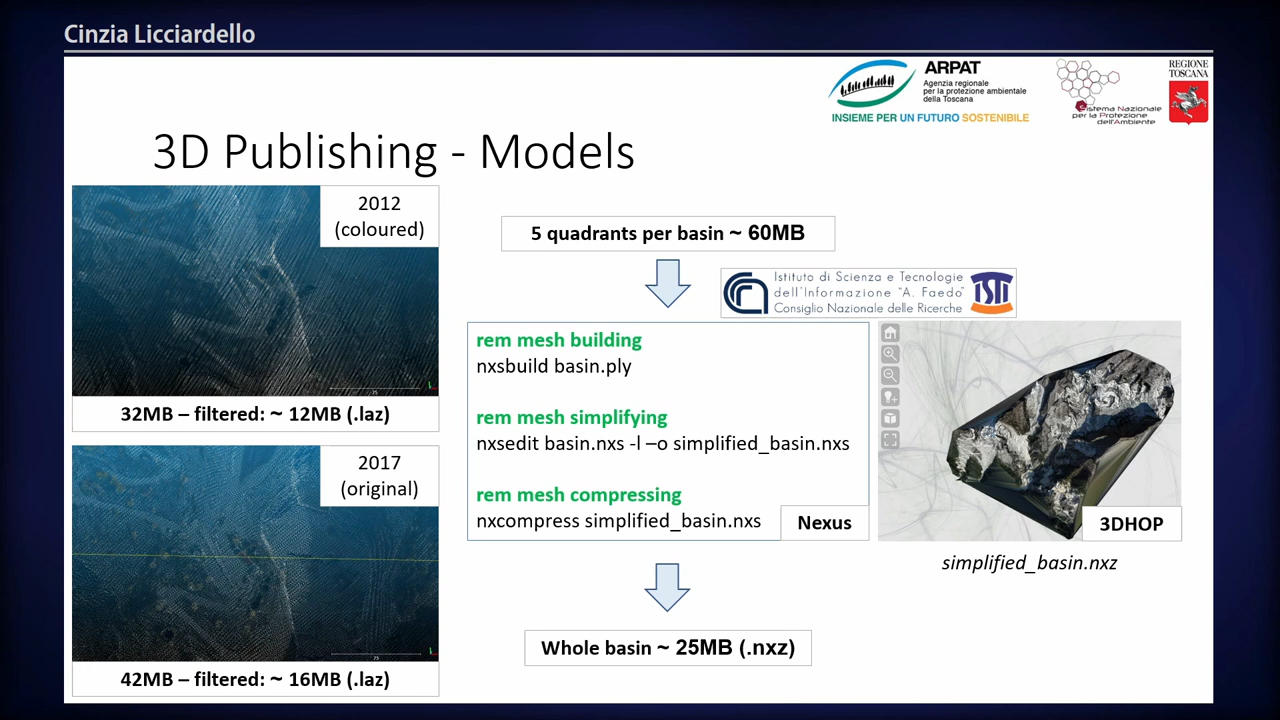 Cinzia Licciardello
ARPAT
Agenzia regionale
per la protezione ambientale
della Toscana
INSIEME PER UN FUTURO SOSTENIBILE
Sistema Nazionale
per la Protezione
dell'Ambiente
REGIONE
TOSCANA
3D Publishing - Models
2012
(coloured)
32MB – filtered: ~ 12MB (.laz)
2017
(original)
42MB – filtered: ~ 16MB (.laz)
5 quadrants per basin ~ 60MB
Istituto di Scienza e Tecnologie
dell'Informazione "A. Faedo"
Consiglio Nazionale delle Ricerche
ISTI
rem mesh building
nxsbuild basin.ply
rem mesh simplifying
nxsedit basin.nxs -l –o simplified_basin.nxs
rem mesh compressing
nxcompress simplified_basin.nxs
Nexus
3DHOP
simplified_basin.nxz
Whole basin ~ 25MB (.nxz)